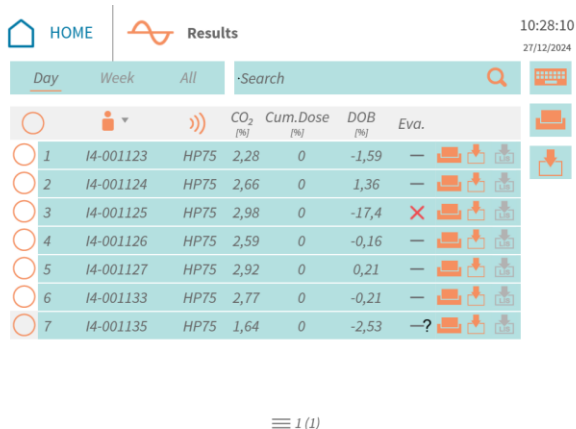 HOME Results 10:28:10
27/12/2024
Day Week All ·Search
CO₂ Cum.Dose DOB Eva.
[%] [%] [%]
1 I4-001123 HP75 2,28 0 -1,59 —
2 I4-001124 HP75 2,66 0 1,36 —
3 I4-001125 HP75 2,98 0 -17,4
4 I4-001126 HP75 2,59 0 -0,16 —
5 I4-001127 HP75 2,92 0 0,21 —
6 I4-001133 HP75 2,77 0 -0,21 —
7 I4-001135 HP75 1,64 0 -2,53 —?
1 (1)